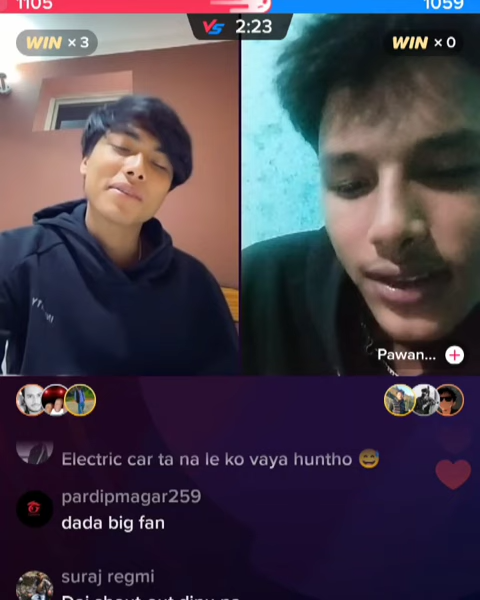 1105
1059
VS 2:23
WIN × 3
WIN × 0
Pawan...
Electric car ta na le ko vaya huntho 😅
pardipmagar259
dada big fan
suraj regmi